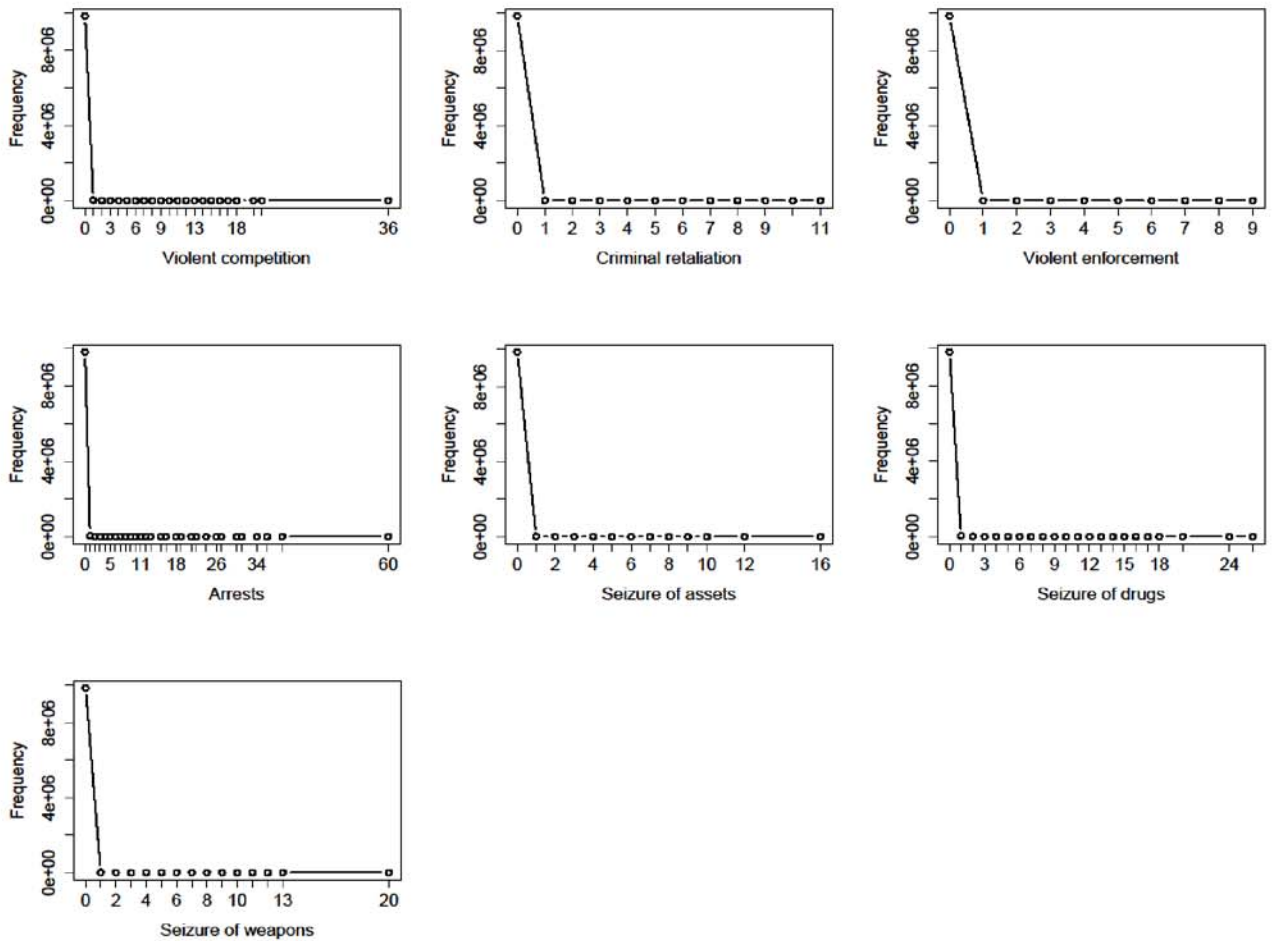 Frequency
8e+06
4e+06
0e+00
0 3 6 9 13 18 36
Violent competition
Frequency
8e+06
4e+06
0e+00
0 1 2 3 4 5 6 7 8 9 11
Criminal retaliation
Frequency
8e+06
4e+06
0e+00
0 1 2 3 4 5 6 7 8 9
Violent enforcement
Frequency
8e+06
4e+06
0e+00
0 5 11 18 26 34 60
Arrests
Frequency
8e+06
4e+06
0e+00
0 2 4 6 8 10 12 16
Seizure of assets
Frequency
8e+06
4e+06
0e+00
0 3 6 9 12 15 18 24
Seizure of drugs
Frequency
8e+06
4e+06
0e+00
0 2 4 6 8 10 13 20
Seizure of weapons